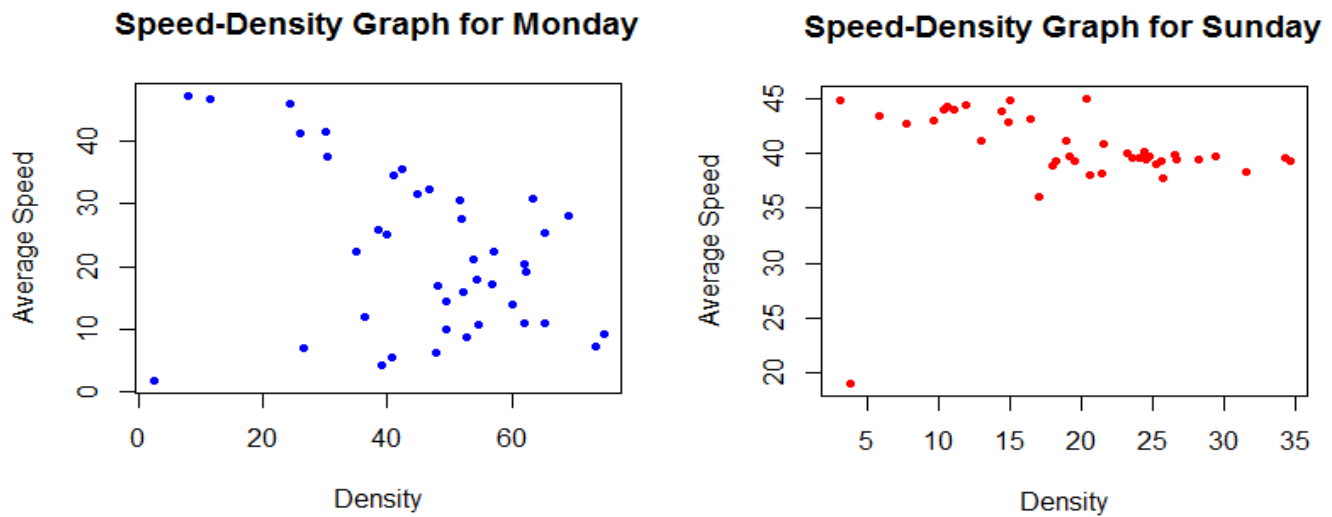 Speed-Density Graph for Monday
Average Speed
0
10
20
30
40
0 20 40 60
Density
Speed-Density Graph for Sunday
Average Speed
20
25
30
35
40
45
5 10 15 20 25 30 35
Density